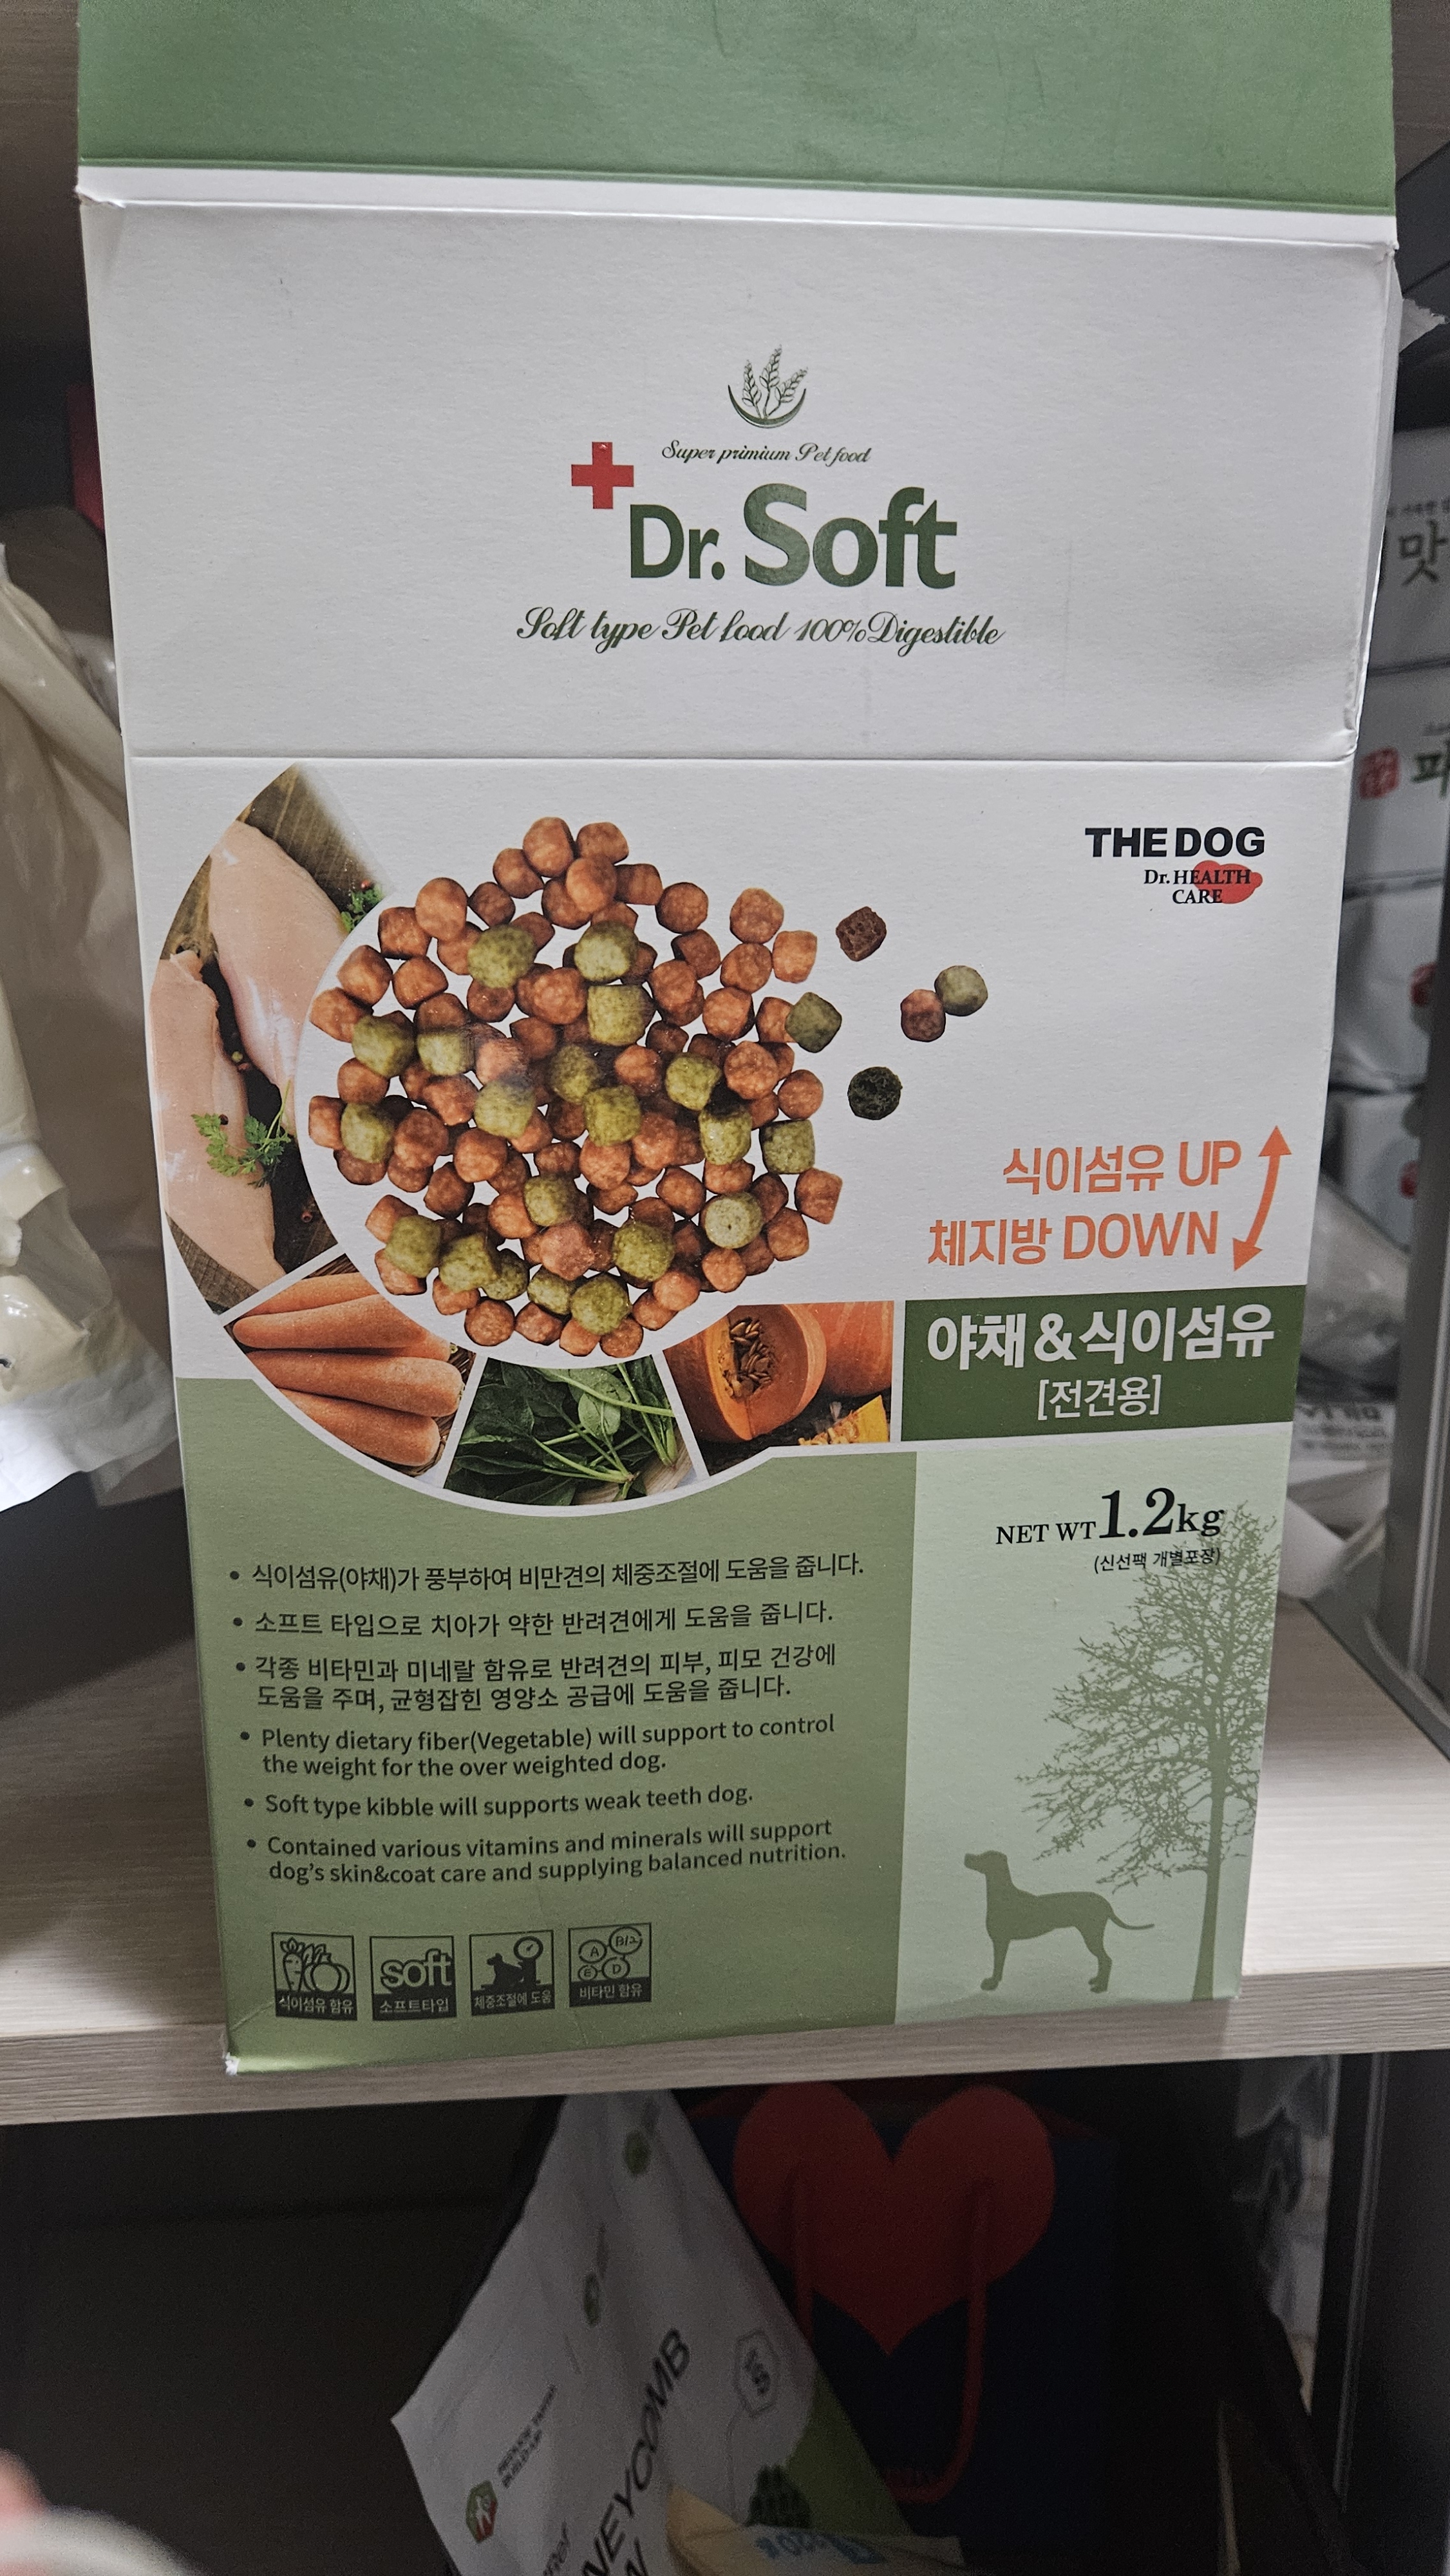 Super primium Pet food
Dr. Soft
Soft type Pet food 100% Digestible
THE DOG
Dr. HEALTH
CARE
식이섬유 UP
체지방 DOWN
야채&식이섬유
[전견용]
NET WT 1.2kg
(신선팩 개별포장)
• 식이섬유(야채)가 풍부하여 비만견의 체중조절에 도움을 줍니다.
• 소프트 타입으로 치아가 약한 반려견에게 도움을 줍니다.
• 각종 비타민과 미네랄 함유로 반려견의 피부, 피모 건강에
도움을 주며, 균형잡힌 영양소 공급에 도움을 줍니다.
• Plenty dietary fiber(Vegetable) will support to control
the weight for the over weighted dog.
• Soft type kibble will supports weak teeth dog.
• Contained various vitamins and minerals will support
dog's skin&coat care and supplying balanced nutrition.
식이섬유 함유
soft
소프트타입
체중조절에 도움
A B12
E D
비타민 함유
맛